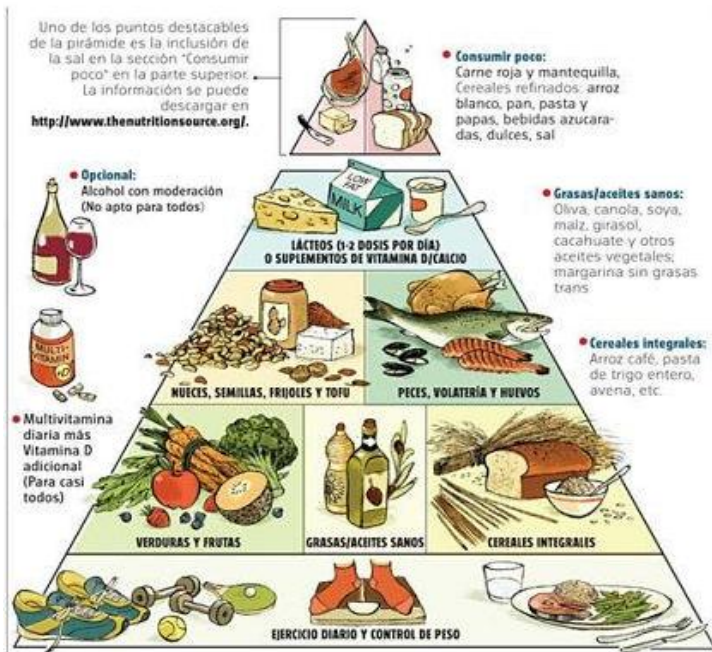 Uno de los puntos destacables
de la pirámide es la inclusión de
la sal en la sección "Consumir
poco" en la parte superior.
La información se puede
descargar en
http://www.thenutritionsource.org/.
Consumir poco:
Carne roja y mantequilla,
Cereales refinados: arroz
blanco, pan, pasta y
papas, bebidas azucara-
das, dulces, sal
Opcional:
Alcohol con moderación
(No apto para todos)
LOW
FAT
MILK
LÁCTEOS (1-2 DOSIS POR DÍA)
O SUPLEMENTOS DE VITAMINA D/CALCIO
Grasas/aceites sanos:
Oliva, canola, soya,
maíz, girasol,
cacahuate y otros
aceites vegetales;
margarina sin grasas
trans
MULTI-
VITAMIN
+D
NUECES, SEMILLAS, FRIJOLES Y TOFU
PECES, VOLATERÍA Y HUEVOS
Cereales integrales:
Arroz café, pasta
de trigo entero,
avena, etc.
Multivitamina
diaria más
Vitamina D
adicional
(Para casi
todos)
VERDURAS Y FRUTAS
GRASAS/ACEITES SANOS
CEREALES INTEGRALES
EJERCICIO DIARIO Y CONTROL DE PESO